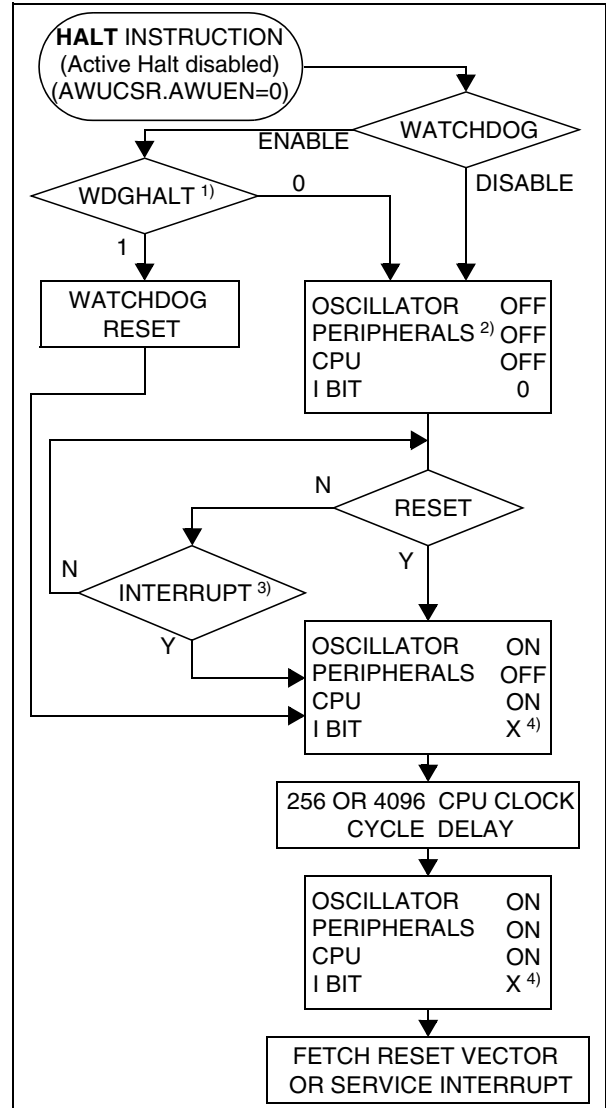 HALT INSTRUCTION
(Active Halt disabled)
(AWUCSR.AWUEN=0)
WATCHDOG
ENABLE
DISABLE
WDGHALT 1)
0
1
WATCHDOG
RESET
OSCILLATOR OFF
PERIPHERALS 2) OFF
CPU OFF
I BIT 0
N
RESET
Y
N
INTERRUPT 3)
Y
OSCILLATOR ON
PERIPHERALS OFF
CPU ON
I BIT X 4)
256 OR 4096 CPU CLOCK
CYCLE DELAY
OSCILLATOR ON
PERIPHERALS ON
CPU ON
I BIT X 4)
FETCH RESET VECTOR
OR SERVICE INTERRUPT